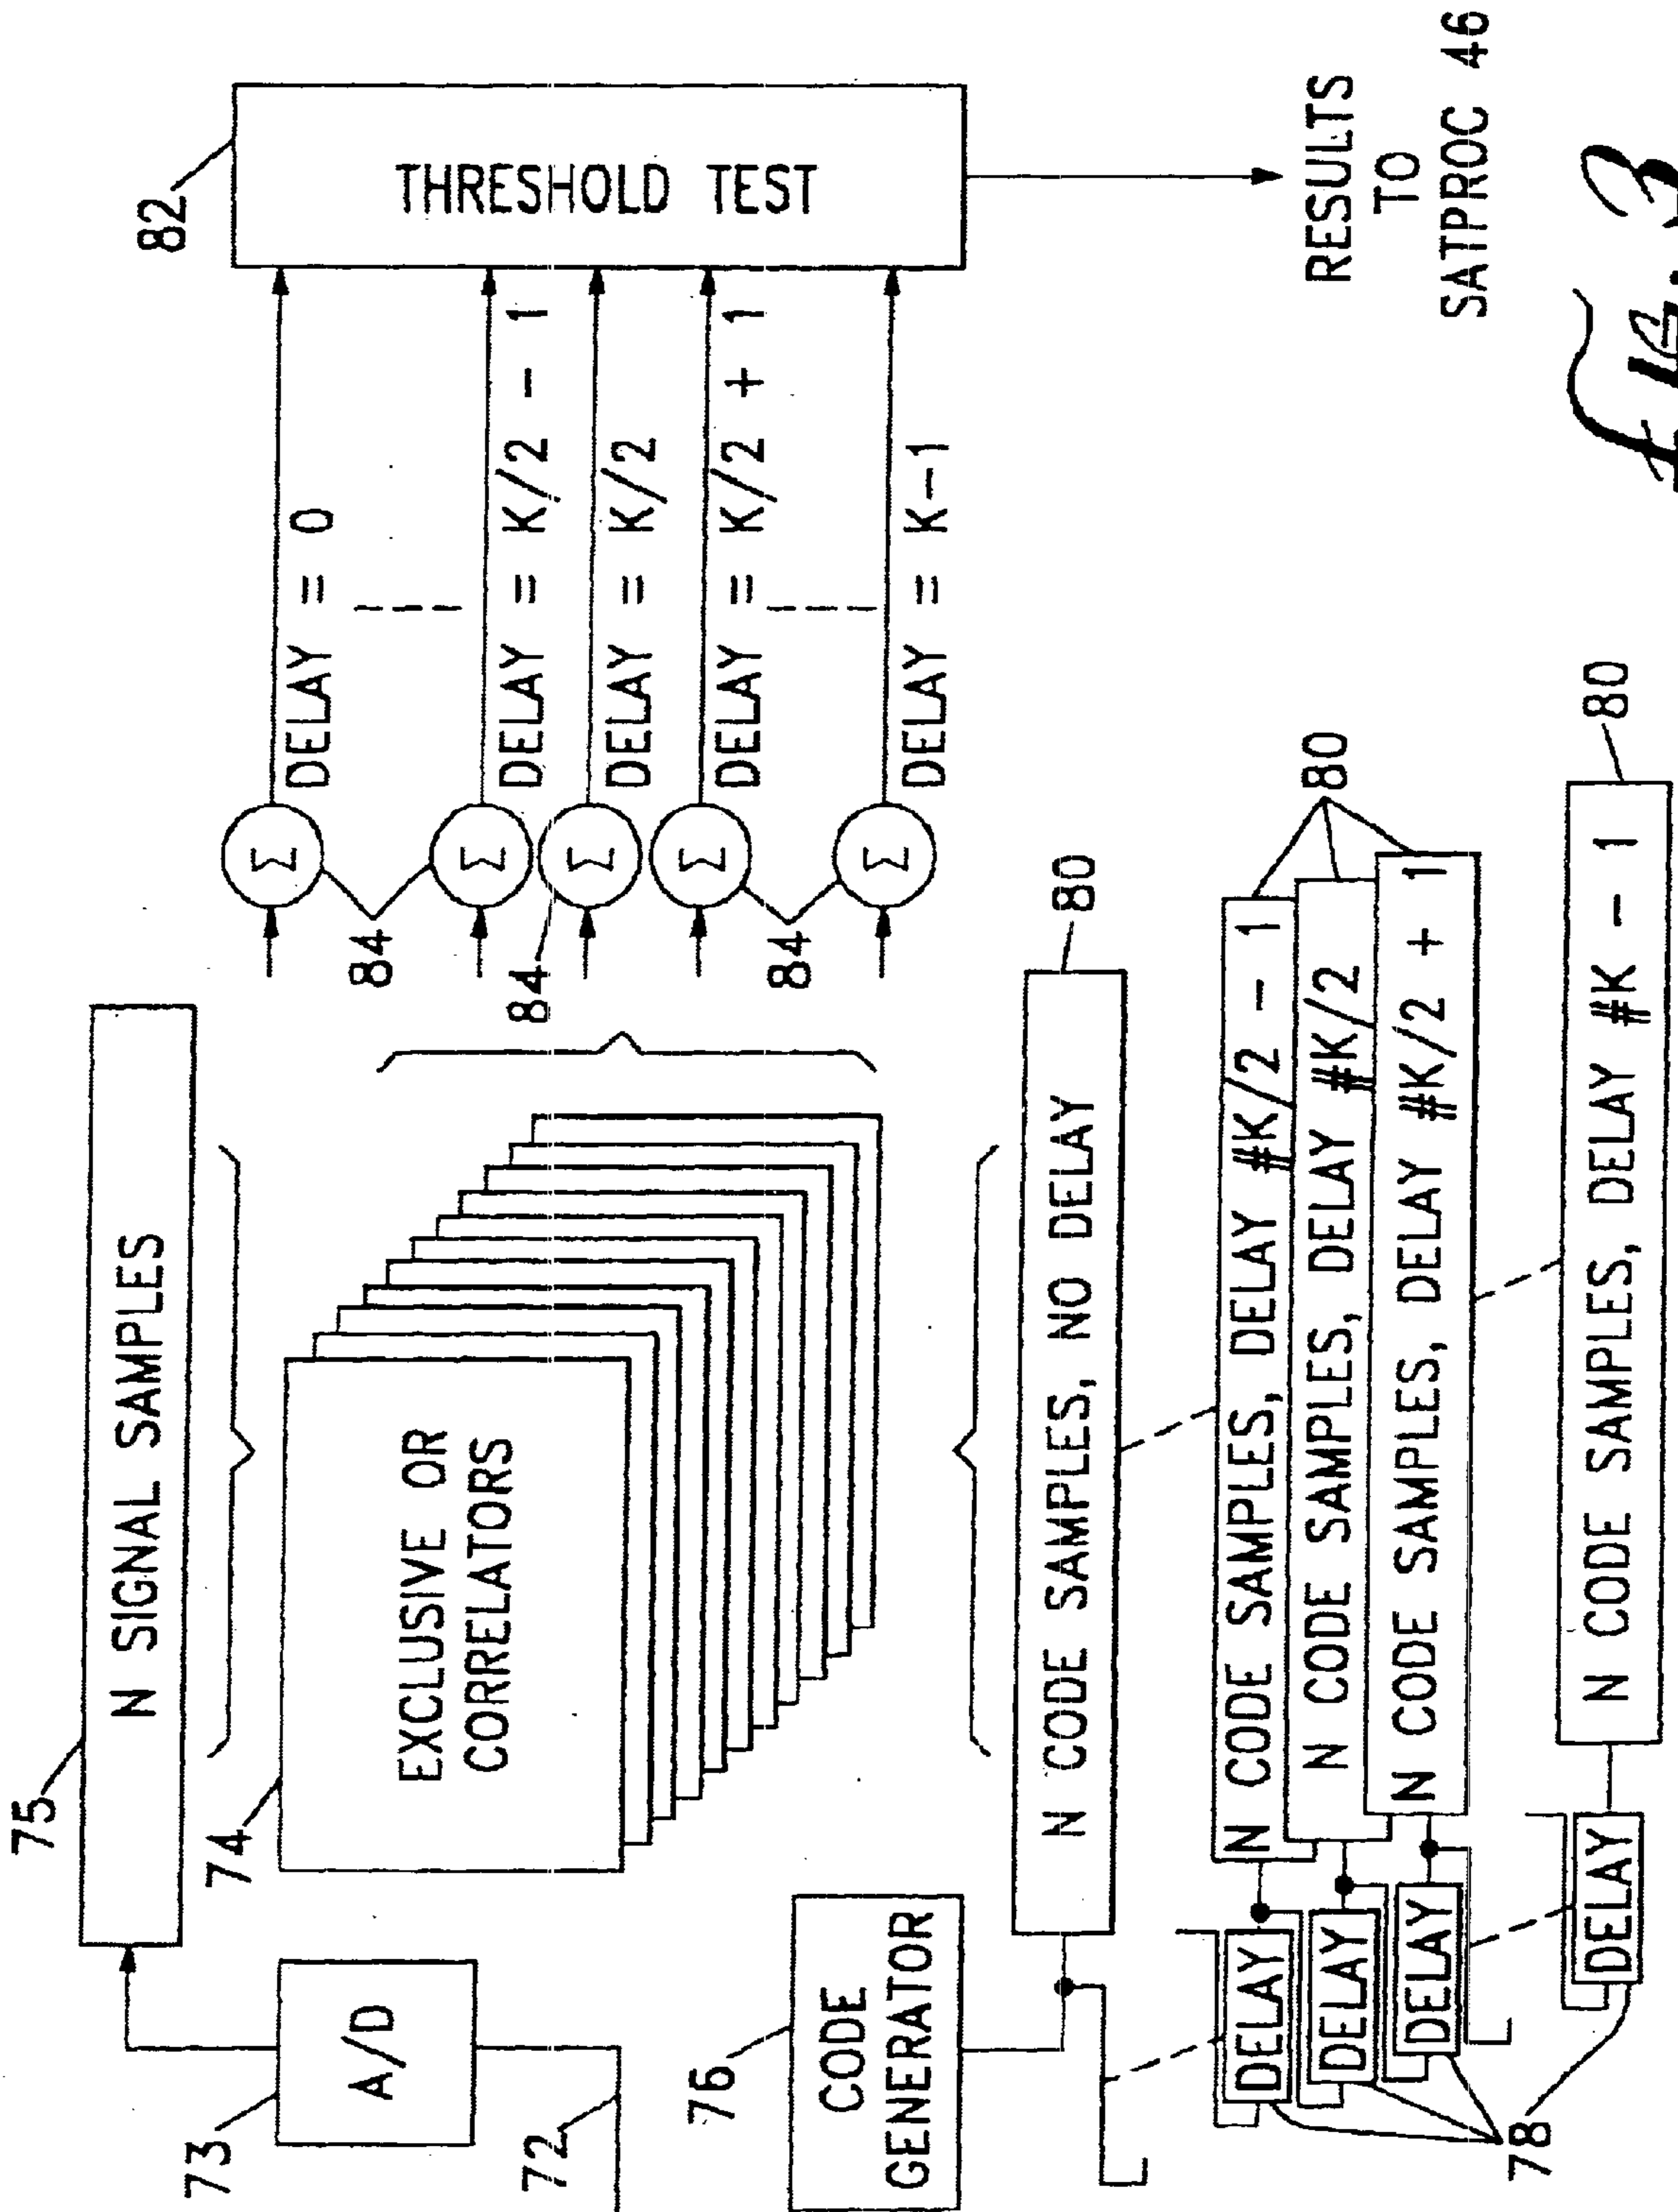 75
N SIGNAL SAMPLES
73
A/D
72
74
EXCLUSIVE OR
CORRELATORS
84
84
84
Σ
Σ
Σ
Σ
Σ
DELAY = 0
DELAY = K/2 - 1
DELAY = K/2
DELAY = K/2 + 1
DELAY = K-1
82
THRESHOLD TEST
RESULTS
TO
SATPROC 46
76
CODE
GENERATOR
N CODE SAMPLES, NO DELAY
80
DELAY
N CODE SAMPLES, DELAY #K/2 - 1
DELAY
N CODE SAMPLES, DELAY #K/2
DELAY
N CODE SAMPLES, DELAY #K/2 + 1
80
78
DELAY
N CODE SAMPLES, DELAY #K - 1
80
fIG. 3